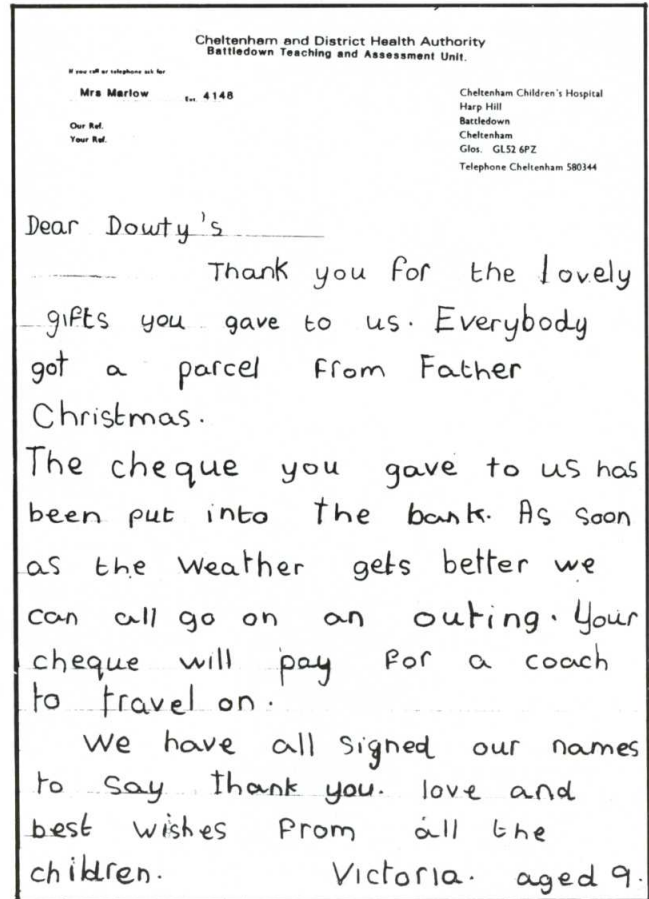 Cheltenham and District Health Authority
Battledown Teaching and Assessment Unit.
If you call or telephone ask for
Mrs Marlow Ext. 4148
Our Ref.
Your Ref.
Cheltenham Children's Hospital
Harp Hill
Battledown
Cheltenham
Glos. GL52 6PZ
Telephone Cheltenham 580344
Dear Dowty's
Thank you for the lovely
gifts you gave to us. Everybody
got a parcel from Father
Christmas.
The cheque you gave to us has
been put into the bank. As soon
as the weather gets better we
can all go on an outing. Your
cheque will pay for a coach
to travel on.
We have all signed our names
to say thank you. love and
best wishes from all the
children. Victoria. aged 9.